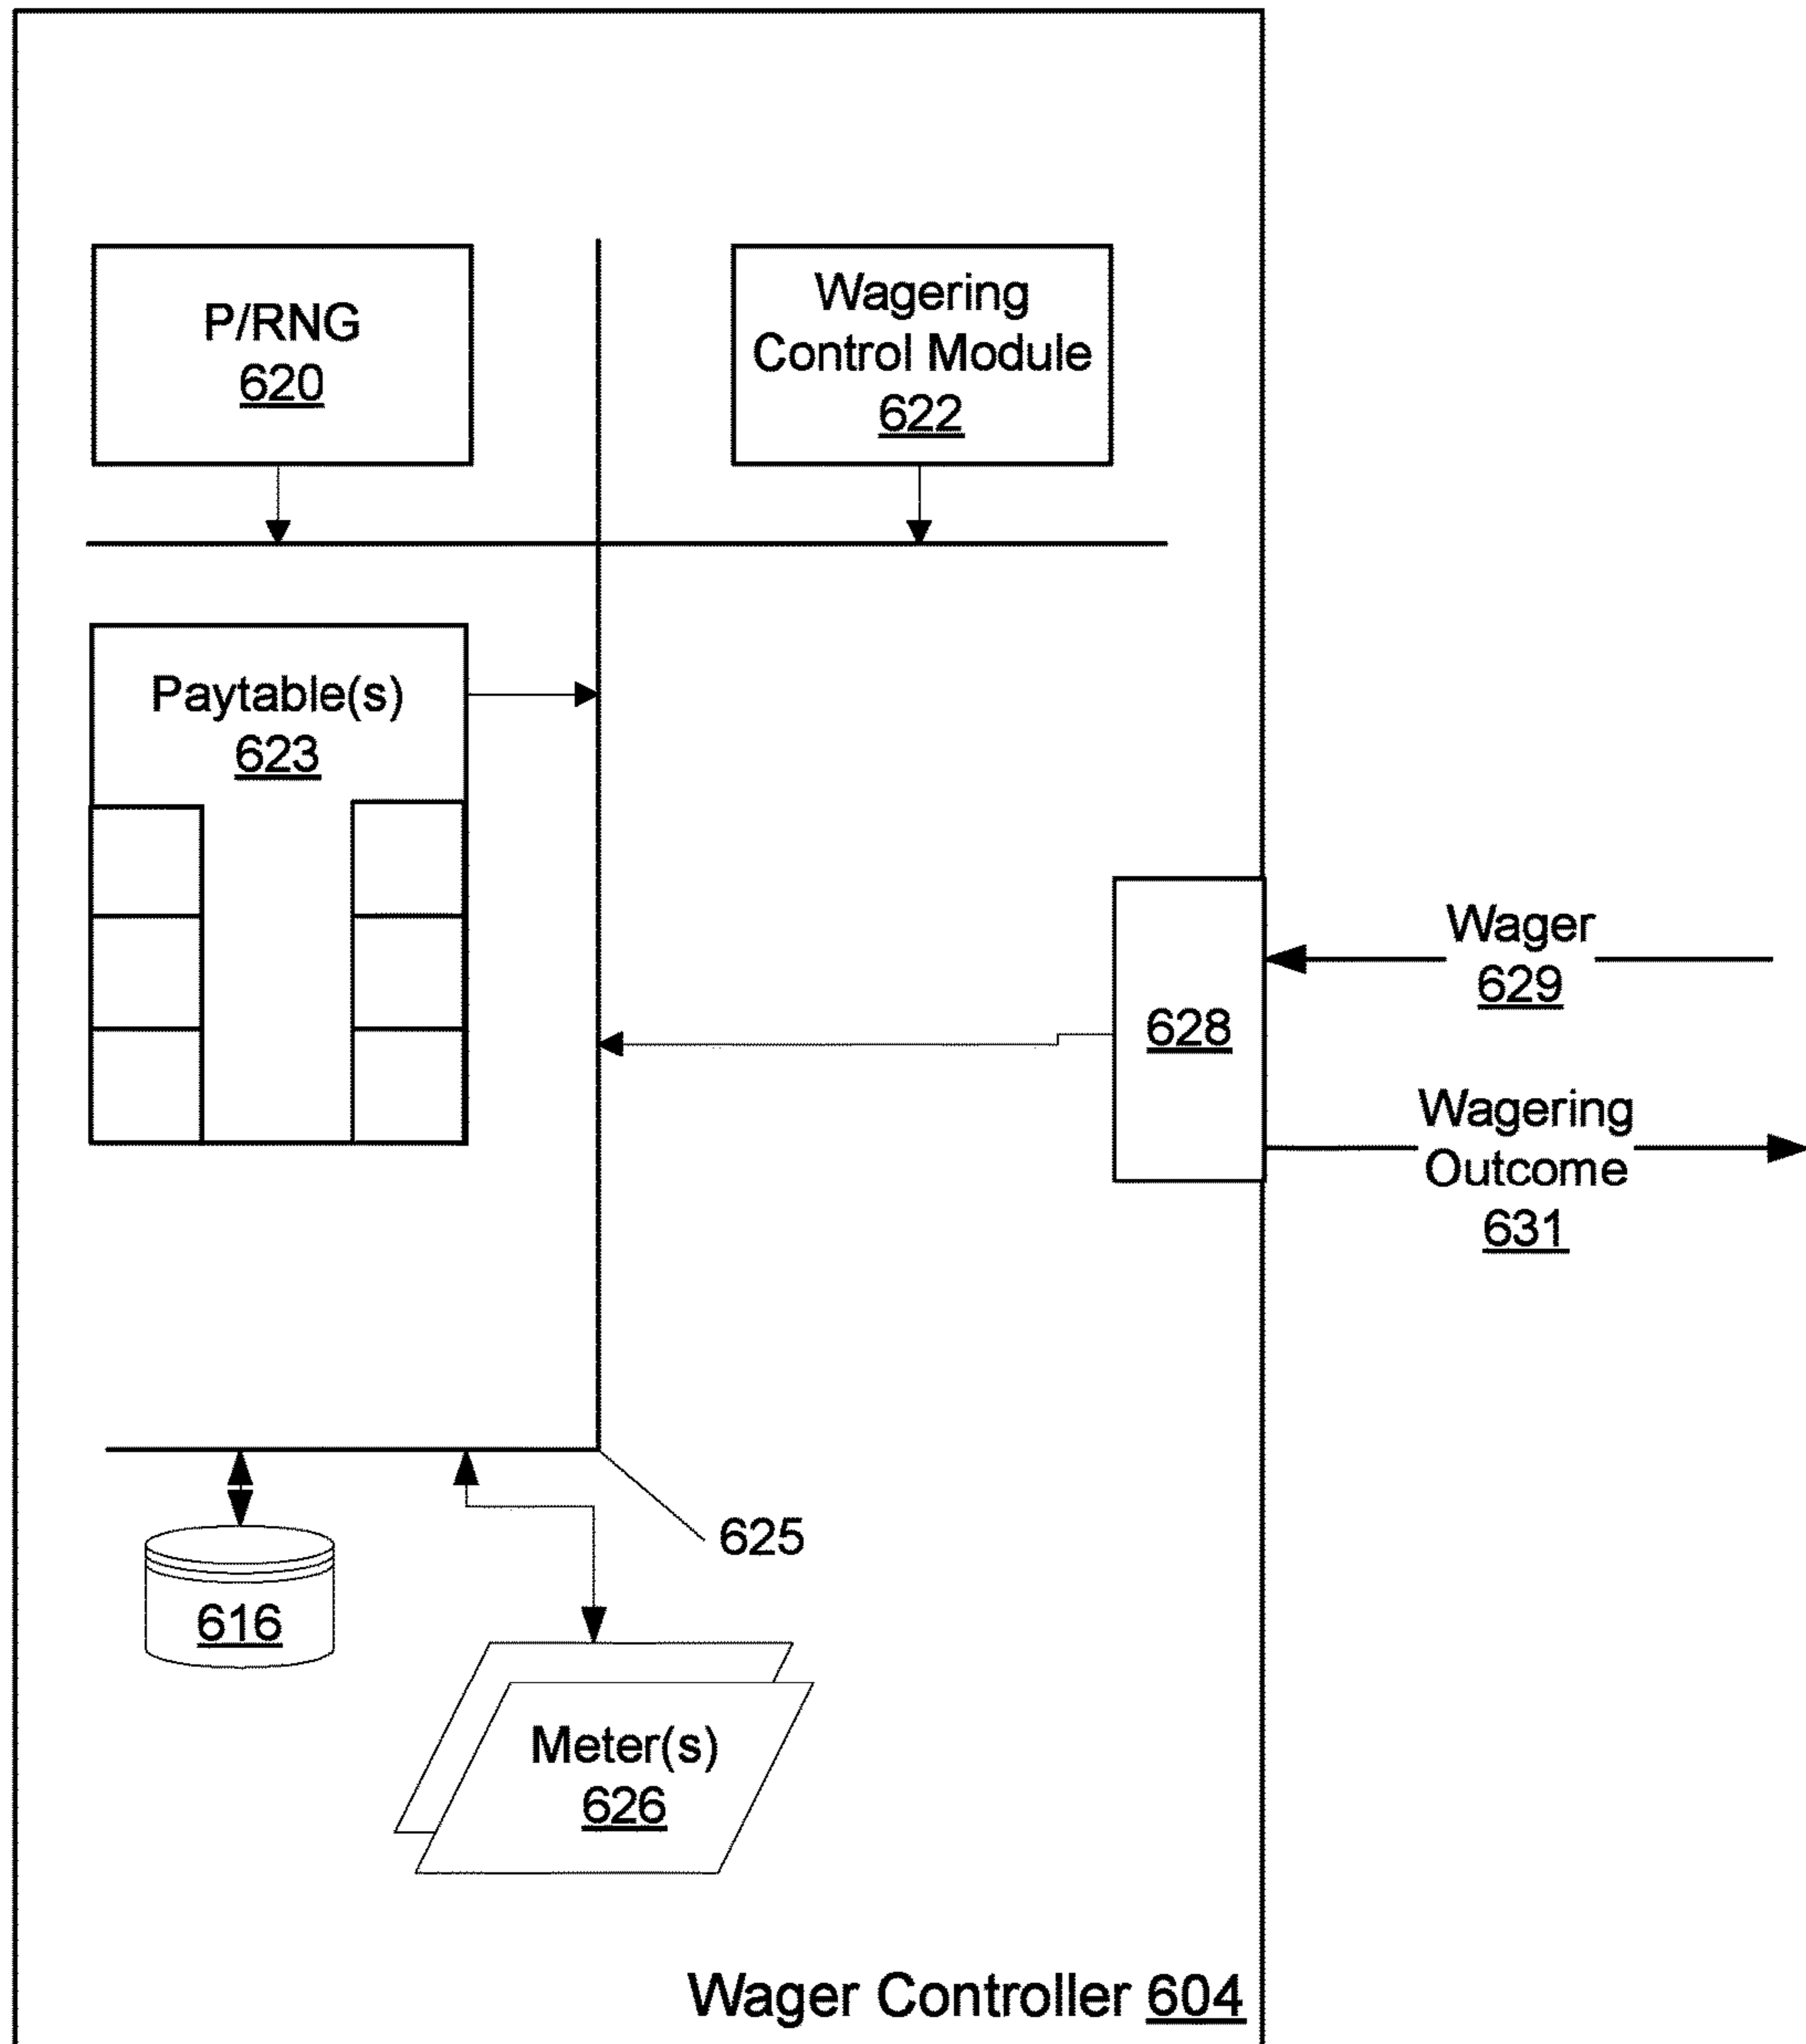 P/RNG
620
Wagering
Control Module
622
Paytable(s)
623
628
Wager
629
Wagering
Outcome
631
625
616
Meter(s)
626
Wager Controller 604